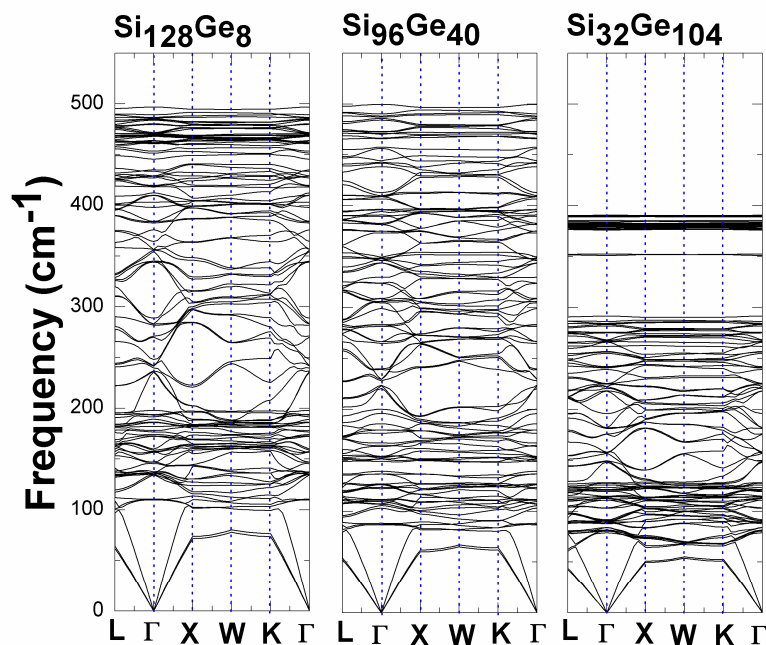 Si128Ge8 Si96Ge40 Si32Ge104
Frequency (cm-1)
500
400
300
200
100
0
L Γ X W K Γ L Γ X W K Γ L Γ X W K Γ